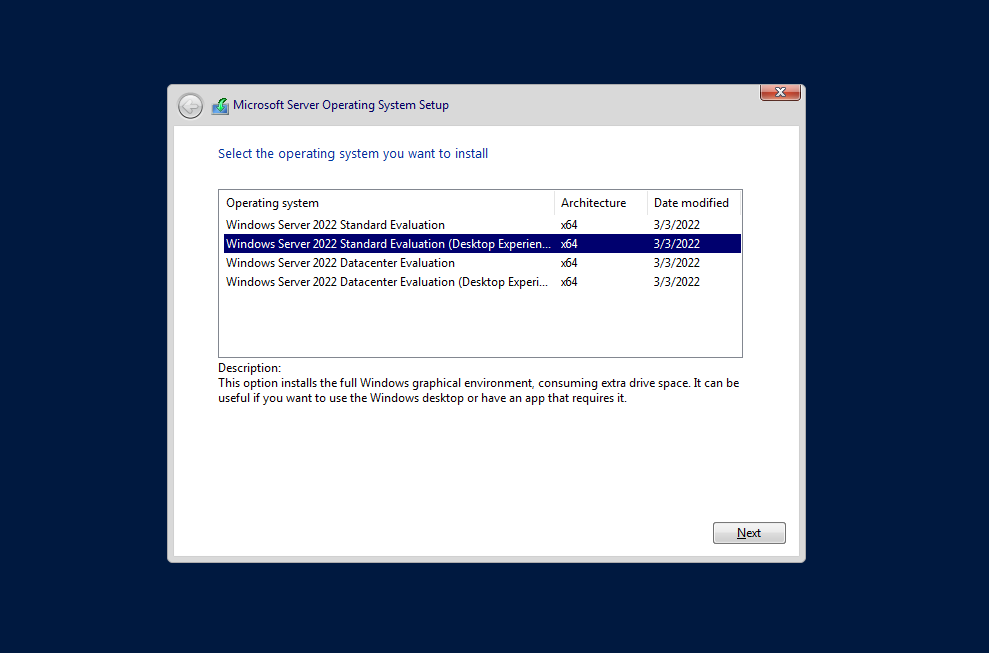 Microsoft Server Operating System Setup
Select the operating system you want to install
Operating system Architecture Date modified
Windows Server 2022 Standard Evaluation x64 3/3/2022
Windows Server 2022 Standard Evaluation (Desktop Experien... x64 3/3/2022
Windows Server 2022 Datacenter Evaluation x64 3/3/2022
Windows Server 2022 Datacenter Evaluation (Desktop Experi... x64 3/3/2022
Description:
This option installs the full Windows graphical environment, consuming extra drive space. It can be
useful if you want to use the Windows desktop or have an app that requires it.
Next